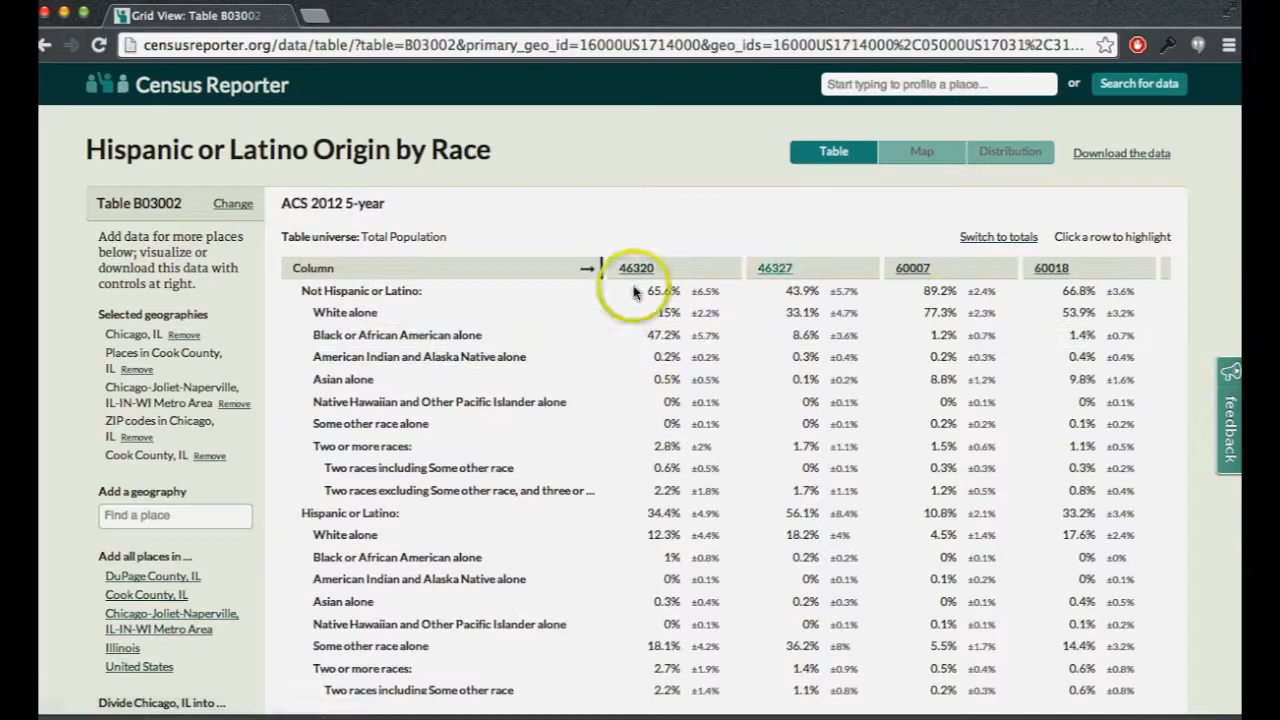 Grid View: Table B03002
censusreporter.org/data/table/?table=B03002&primary_geo_id=16000US1714000&geo_ids=16000US1714000%2C05000US17031%2C31...
Census Reporter
Start typing to profile a place...
or
Search for data
Hispanic or Latino Origin by Race
Table
Map
Distribution
Download the data
Table B03002
Change
Add data for more places
below; visualize or
download this data with
controls at right.
Selected geographies
Chicago, IL Remove
Places in Cook County,
IL Remove
Chicago-Joliet-Naperville,
IL-IN-WI Metro Area Remove
ZIP codes in Chicago,
IL Remove
Cook County, IL Remove
Add a geography
Find a place
Add all places in ...
DuPage County, IL
Cook County, IL
Chicago-Joliet-Naperville,
IL-IN-WI Metro Area
Illinois
United States
Divide Chicago, IL into ...
ACS 2012 5-year
Table universe: Total Population
Switch to totals
Click a row to highlight
Column → 46320 46327 60007 60018
Not Hispanic or Latino: 65.6% ±6.5% 43.9% ±5.7% 89.2% ±2.4% 66.8% ±3.6%
White alone 15% ±2.2% 33.1% ±4.7% 77.3% ±2.3% 53.9% ±3.2%
Black or African American alone 47.2% ±5.7% 8.6% ±3.6% 1.2% ±0.7% 1.4% ±0.7%
American Indian and Alaska Native alone 0.2% ±0.2% 0.3% ±0.4% 0.2% ±0.3% 0.4% ±0.4%
Asian alone 0.5% ±0.5% 0.1% ±0.2% 8.8% ±1.2% 9.8% ±1.6%
Native Hawaiian and Other Pacific Islander alone 0% ±0.1% 0% ±0.1% 0% ±0.1% 0% ±0.1%
Some other race alone 0% ±0.1% 0% ±0.1% 0.2% ±0.2% 0.1% ±0.2%
Two or more races: 2.8% ±2% 1.7% ±1.1% 1.5% ±0.6% 1.1% ±0.5%
Two races including Some other race 0.6% ±0.5% 0% ±0.1% 0.3% ±0.3% 0.3% ±0.2%
Two races excluding Some other race, and three or ... 2.2% ±1.8% 1.7% ±1.1% 1.2% ±0.5% 0.8% ±0.4%
Hispanic or Latino: 34.4% ±4.9% 56.1% ±8.4% 10.8% ±2.1% 33.2% ±3.4%
White alone 12.3% ±4.4% 18.2% ±4% 4.5% ±1.4% 17.6% ±2.4%
Black or African American alone 1% ±0.8% 0.2% ±0.2% 0% ±0.1% 0% ±0%
American Indian and Alaska Native alone 0% ±0.1% 0% ±0.1% 0.1% ±0.2% 0% ±0.1%
Asian alone 0.3% ±0.4% 0.2% ±0.3% 0% ±0.1% 0.4% ±0.5%
Native Hawaiian and Other Pacific Islander alone 0% ±0.1% 0% ±0.1% 0.1% ±0.1% 0.1% ±0.2%
Some other race alone 18.1% ±4.2% 36.2% ±8% 5.5% ±1.7% 14.4% ±3.2%
Two or more races: 2.7% ±1.9% 1.4% ±0.9% 0.5% ±0.4% 0.6% ±0.8%
Two races including Some other race 2.2% ±1.4% 1.1% ±0.8% 0.2% ±0.3% 0.6% ±0.8%
feedback